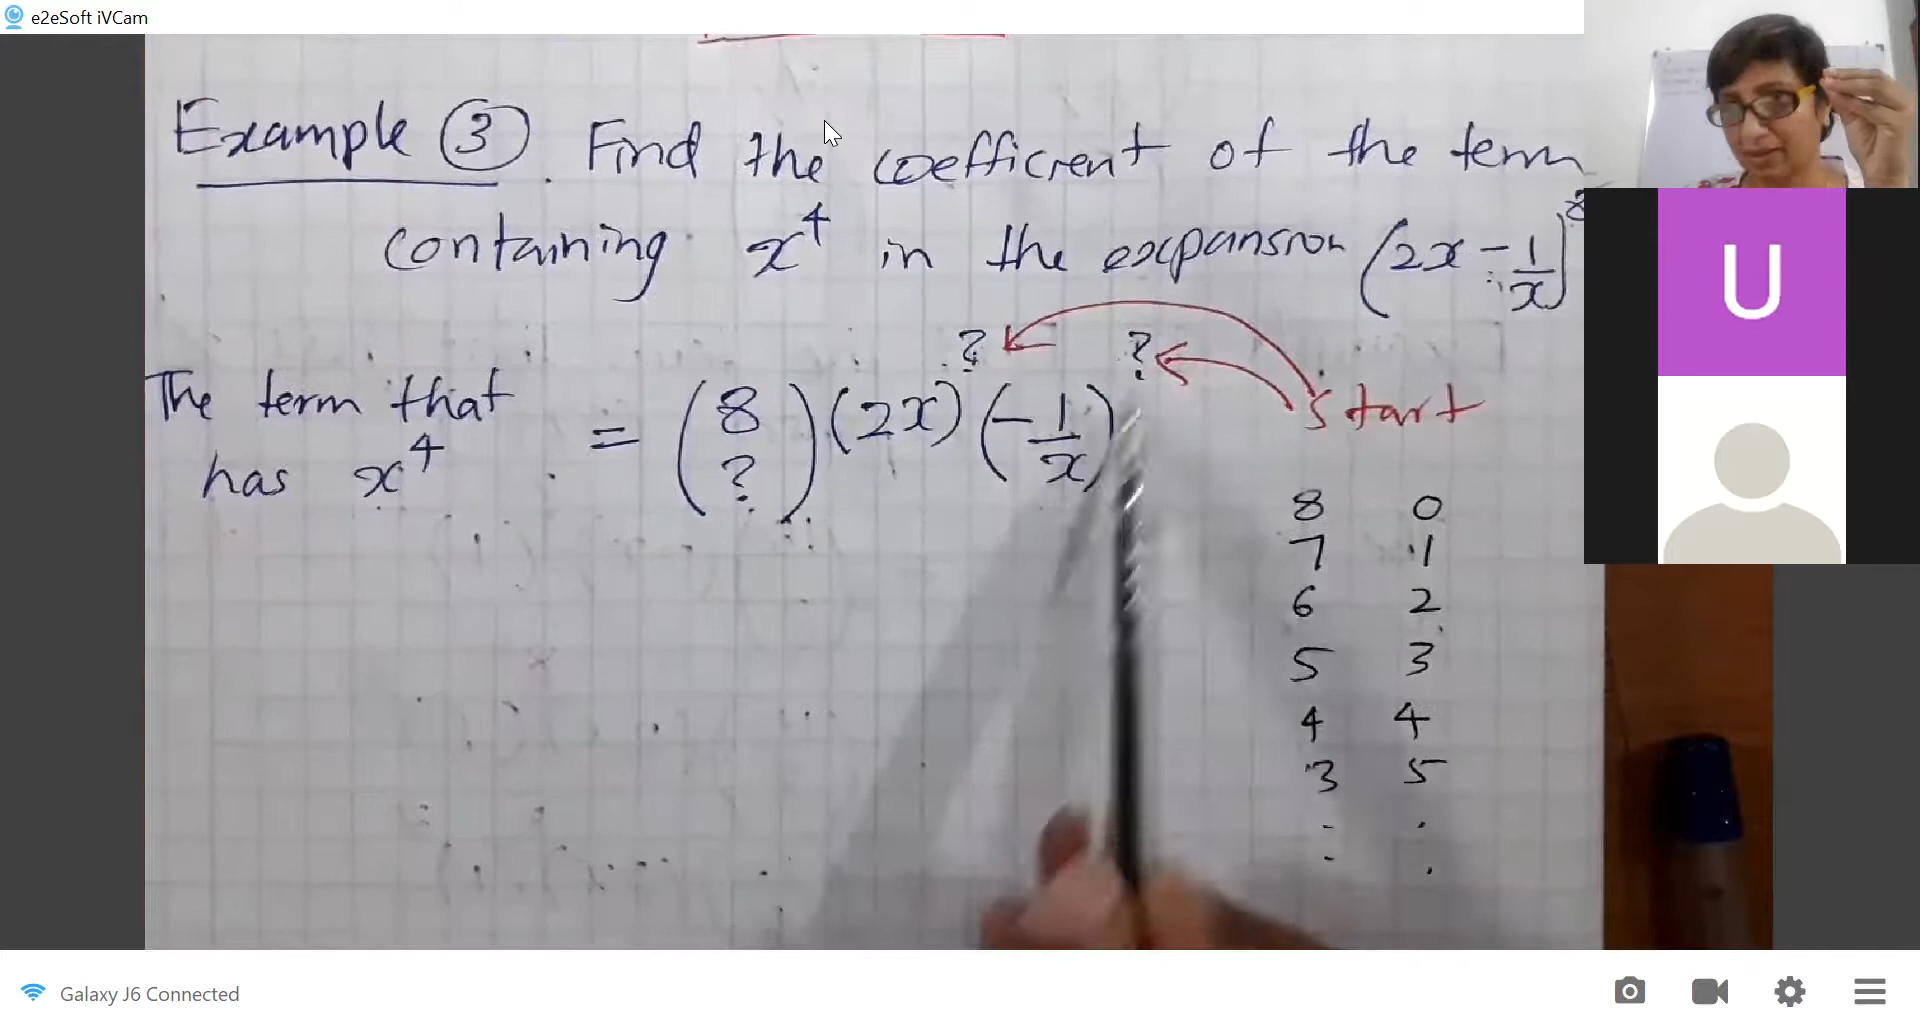 e2eSoft iVCam
Example ③. Find the coefficient of the term
containing x⁴ in the expansion (2x - 1/x)⁸
The term that has x⁴ = (8 ?) (2x)^? (-1/x)^? Start
8 0
7 1
6 2
5 3
4 4
3 5
U
Galaxy J6 Connected